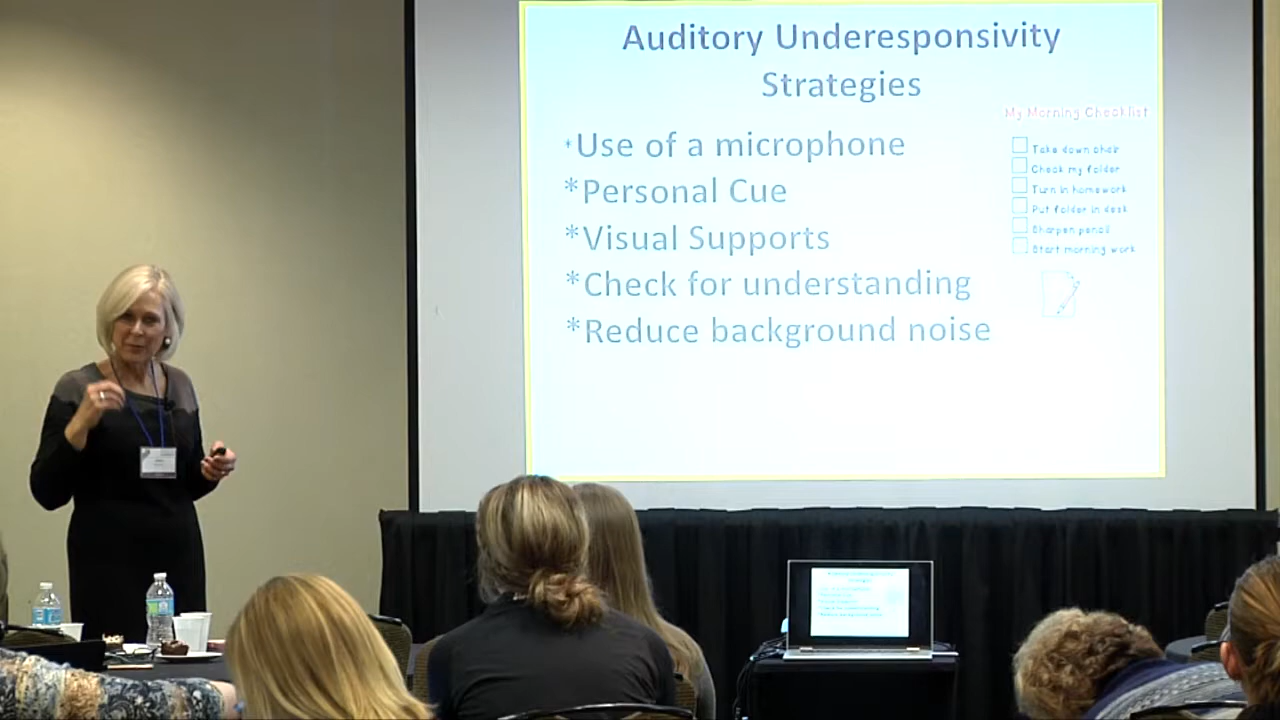 Auditory Underesponsivity
Strategies
*Use of a microphone
*Personal Cue
*Visual Supports
*Check for understanding
*Reduce background noise
My Morning Checklist
Take down chair
Check my folder
Turn in homework
Put folder in desk
Sharpen pencil
Start morning work